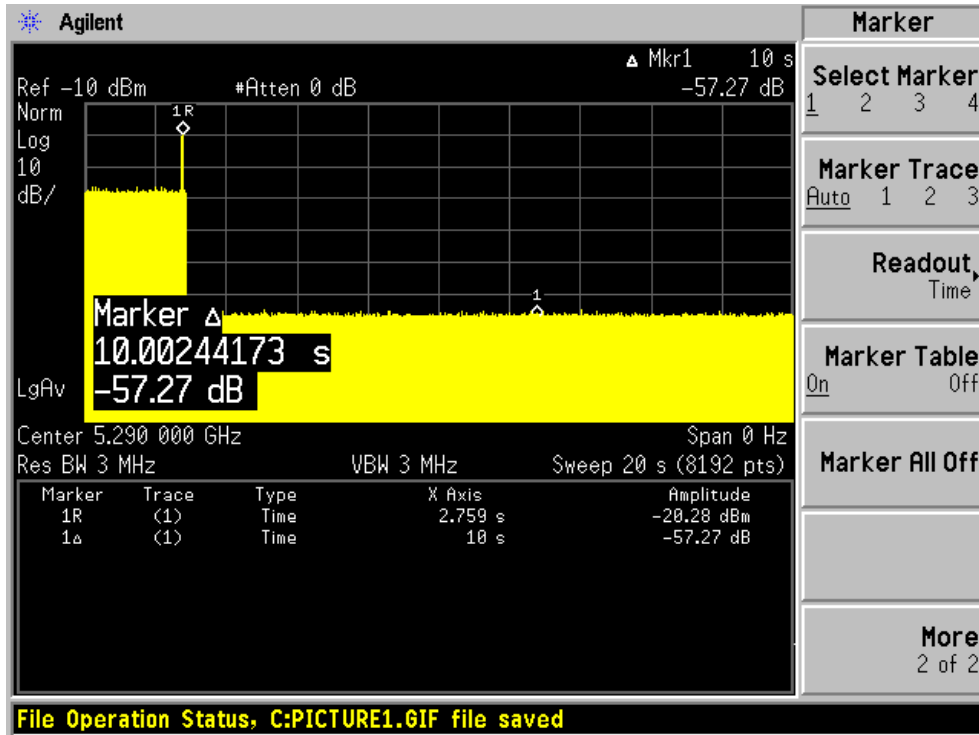 Agilent
Marker
Δ Mkr1 10 s
Ref -10 dBm #Atten 0 dB -57.27 dB
Norm
Log
10
dB/
1R
1
Marker Δ
10.00244173 s
-57.27 dB
LgAv
Center 5.290 000 GHz Span 0 Hz
Res BW 3 MHz VBW 3 MHz Sweep 20 s (8192 pts)
Marker Trace Type X Axis Amplitude
1R (1) Time 2.759 s -20.28 dBm
1Δ (1) Time 10 s -57.27 dB
Select Marker
1 2 3 4
Marker Trace
Auto 1 2 3
Readout
Time
Marker Table
On Off
Marker All Off
More
2 of 2
File Operation Status, C:PICTURE1.GIF file saved